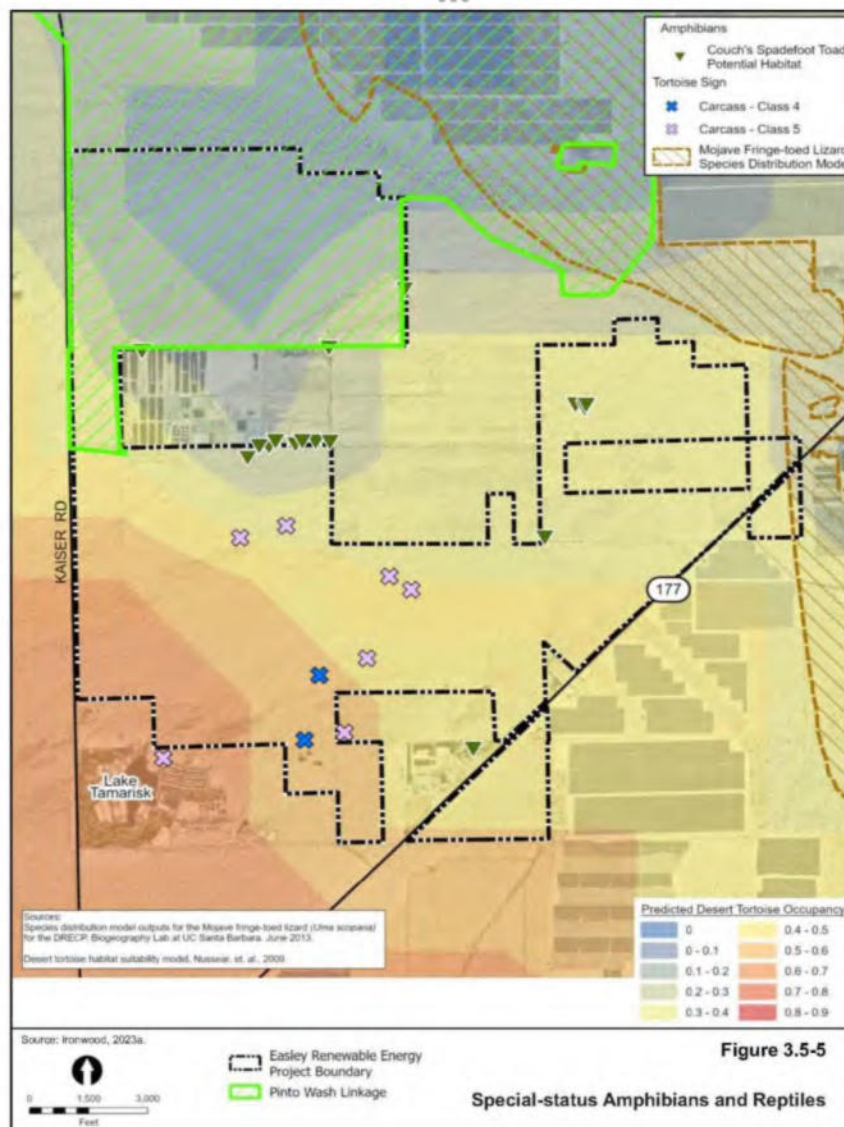 Amphibians
Couch's Spadefoot Toad
Potential Habitat
Tortoise Sign
Carcass - Class 4
Carcass - Class 5
Mojave Fringe-toed Lizard
Species Distribution Mode
KAISER RD
177
Lake
Tamarisk
Sources:
Species distribution model outputs for the Mojave fringe-toed lizard (Uma scoparia)
for the DRECP. Biogeography Lab at UC Santa Barbara. June 2013.
Desert tortoise habitat suitability model, Nussear, et. al., 2009
Predicted Desert Tortoise Occupancy
0
0 - 0.1
0.1 - 0.2
0.2 - 0.3
0.3 - 0.4
0.4 - 0.5
0.5 - 0.6
0.6 - 0.7
0.7 - 0.8
0.8 - 0.9
Source: Ironwood, 2023a.
0 1,500 3,000
Feet
Easley Renewable Energy
Project Boundary
Pinto Wash Linkage
Figure 3.5-5
Special-status Amphibians and Reptiles